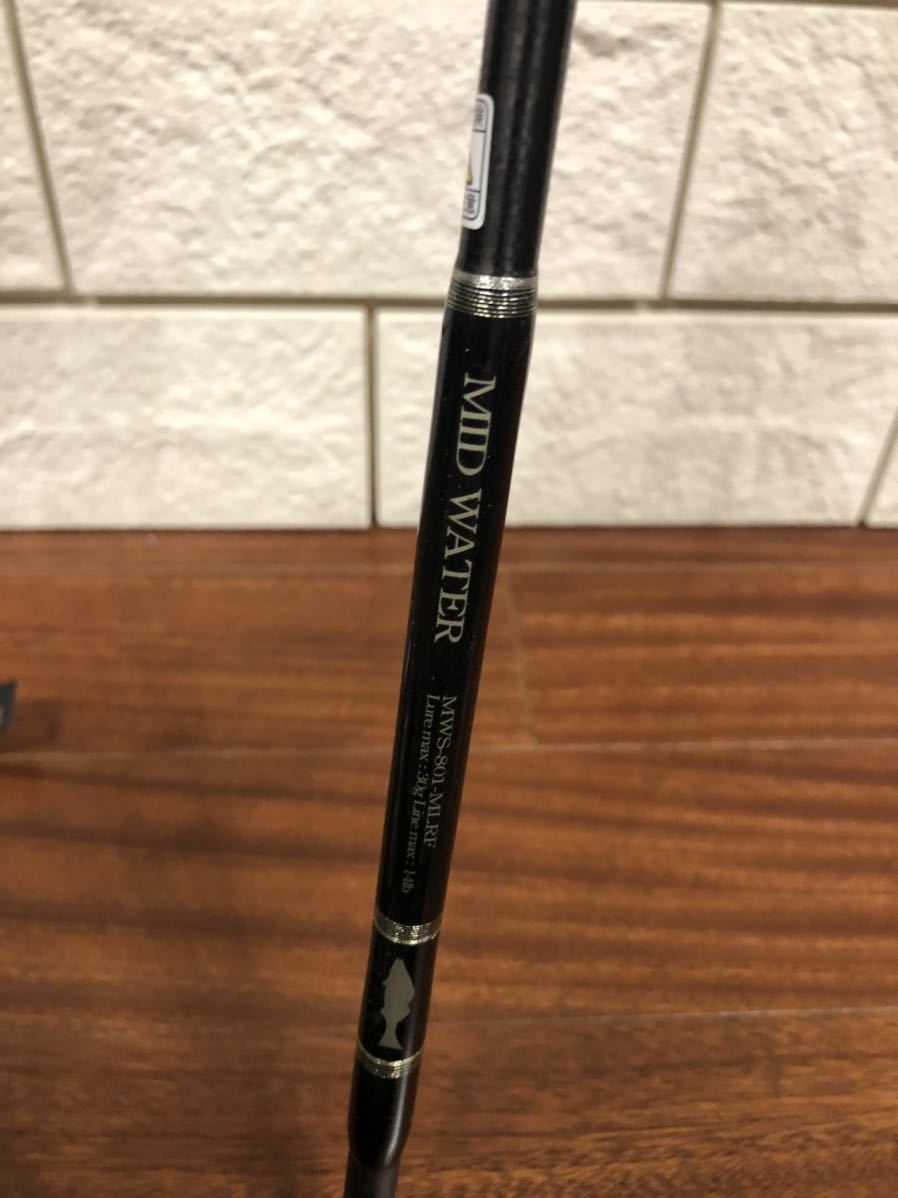 MID WATER
MWS-801-MLRF
Lure max : 30g Line max : 14lb